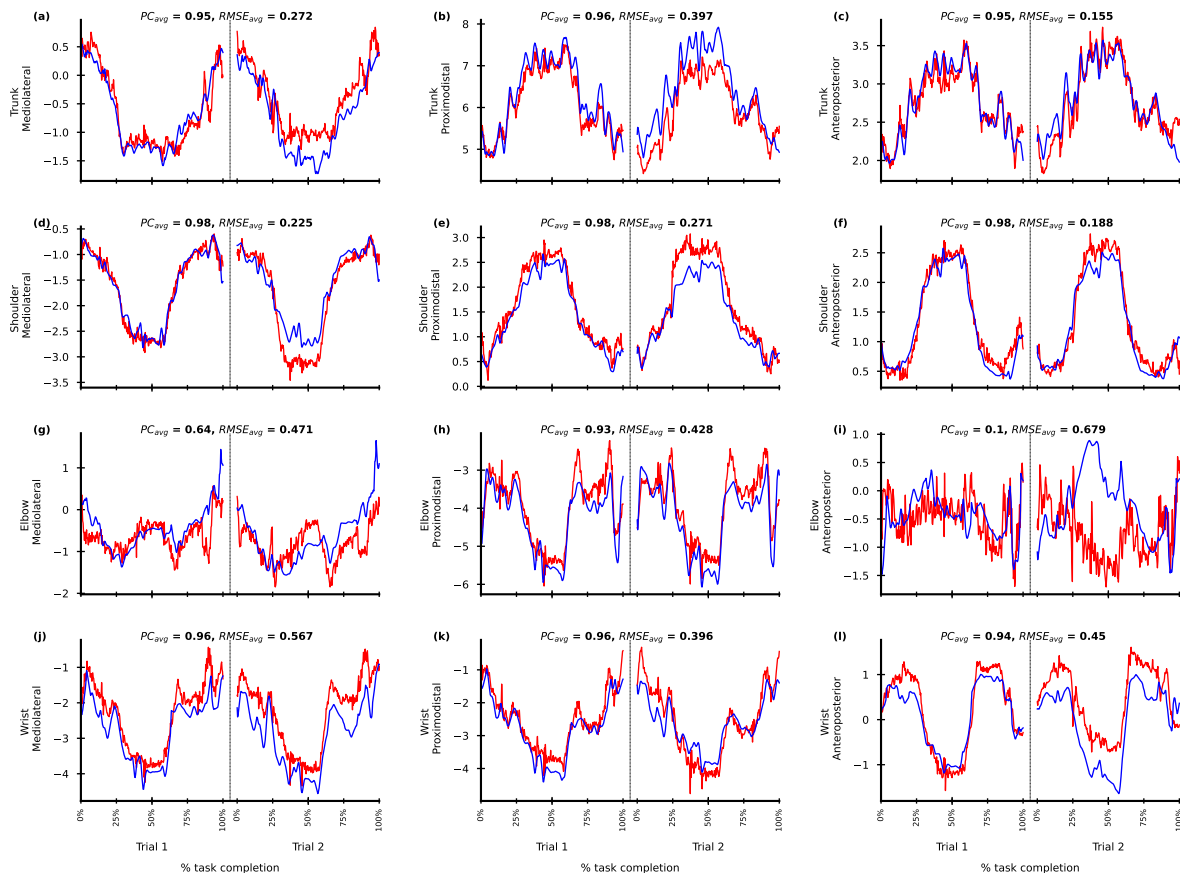 (a) PC_avg = 0.95, RMSE_avg = 0.272
Trunk
Mediolateral
0.5
0.0
−0.5
−1.0
−1.5
(b) PC_avg = 0.96, RMSE_avg = 0.397
Trunk
Proximodistal
8
7
6
5
(c) PC_avg = 0.95, RMSE_avg = 0.155
Trunk
Anteroposterior
3.5
3.0
2.5
2.0
(d) PC_avg = 0.98, RMSE_avg = 0.225
Shoulder
Mediolateral
−0.5
−1.0
−1.5
−2.0
−2.5
−3.0
−3.5
(e) PC_avg = 0.98, RMSE_avg = 0.271
Shoulder
Proximodistal
3.0
2.5
2.0
1.5
1.0
0.5
0.0
(f) PC_avg = 0.98, RMSE_avg = 0.188
Shoulder
Anteroposterior
2.5
2.0
1.5
1.0
0.5
(g) PC_avg = 0.64, RMSE_avg = 0.471
Elbow
Mediolateral
1
0
−1
−2
(h) PC_avg = 0.93, RMSE_avg = 0.428
Elbow
Proximodistal
−3
−4
−5
−6
(i) PC_avg = 0.1, RMSE_avg = 0.679
Elbow
Anteroposterior
1.0
0.5
0.0
−0.5
−1.0
−1.5
(j) PC_avg = 0.96, RMSE_avg = 0.567
Wrist
Mediolateral
−1
−2
−3
−4
0% 25% 50% 75% 100% 0% 25% 50% 75% 100%
Trial 1 Trial 2
% task completion
(k) PC_avg = 0.96, RMSE_avg = 0.396
Wrist
Proximodistal
−1
−2
−3
−4
0% 25% 50% 75% 100% 0% 25% 50% 75% 100%
Trial 1 Trial 2
% task completion
(l) PC_avg = 0.94, RMSE_avg = 0.45
Wrist
Anteroposterior
1
0
−1
0% 25% 50% 75% 100% 0% 25% 50% 75% 100%
Trial 1 Trial 2
% task completion